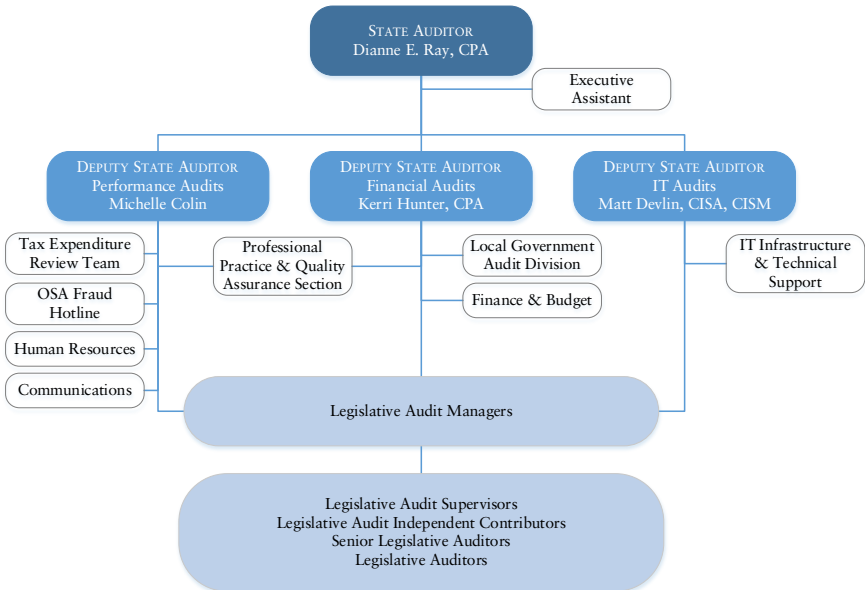 STATE AUDITOR
Dianne E. Ray, CPA
Executive
Assistant
DEPUTY STATE AUDITOR
Performance Audits
Michelle Colin
DEPUTY STATE AUDITOR
Financial Audits
Kerri Hunter, CPA
DEPUTY STATE AUDITOR
IT Audits
Matt Devlin, CISA, CISM
Tax Expenditure
Review Team
OSA Fraud
Hotline
Human Resources
Communications
Professional
Practice & Quality
Assurance Section
Local Government
Audit Division
Finance & Budget
IT Infrastructure
& Technical
Support
Legislative Audit Managers
Legislative Audit Supervisors
Legislative Audit Independent Contributors
Senior Legislative Auditors
Legislative Auditors